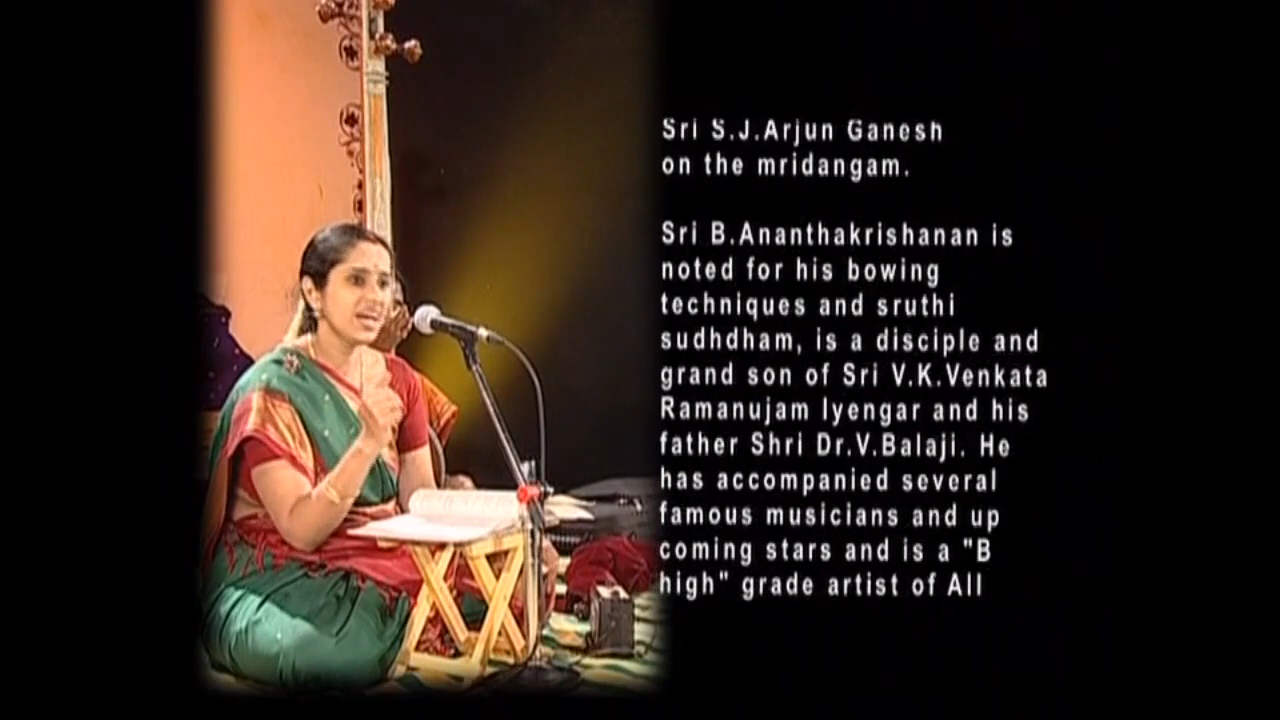 Sri S.J.Arjun Ganesh
on the mridangam.
Sri B.Ananthakrishanan is
noted for his bowing
techniques and sruthi
sudhdham, is a disciple and
grand son of Sri V.K.Venkata
Ramanujam Iyengar and his
father Shri Dr.V.Balaji. He
has accompanied several
famous musicians and up
coming stars and is a "B
high" grade artist of All